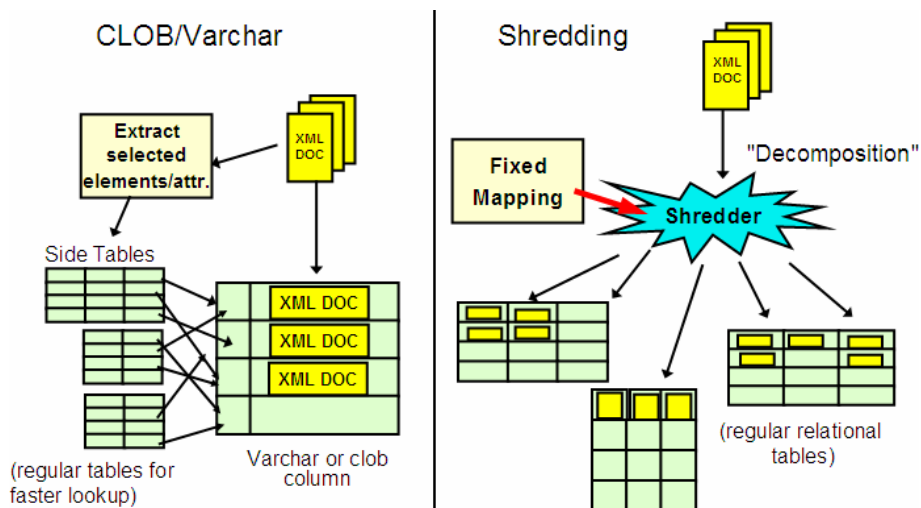 CLOB/Varchar
XML
DOC
Extract
selected
elements/attr.
Side Tables
XML DOC
XML DOC
XML DOC
(regular tables for
faster lookup)
Varchar or clob
column
Shredding
XML
DOC
"Decomposition"
Fixed
Mapping
Shredder
(regular relational
tables)